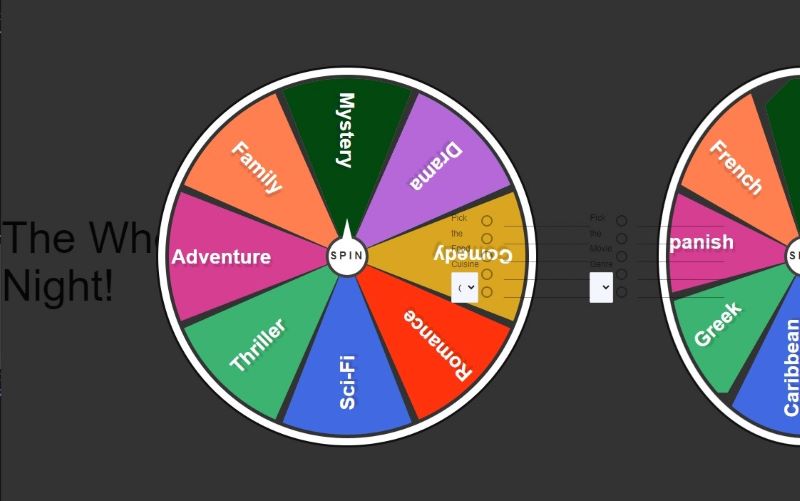 The Wh
Night!
Mystery
Drama
Comedy
Romance
Sci-Fi
Thriller
Adventure
Family
SPIN
Pick
the
Food
Cuisine
Pick
the
Movie
Genre
French
panish
Greek
Caribbean